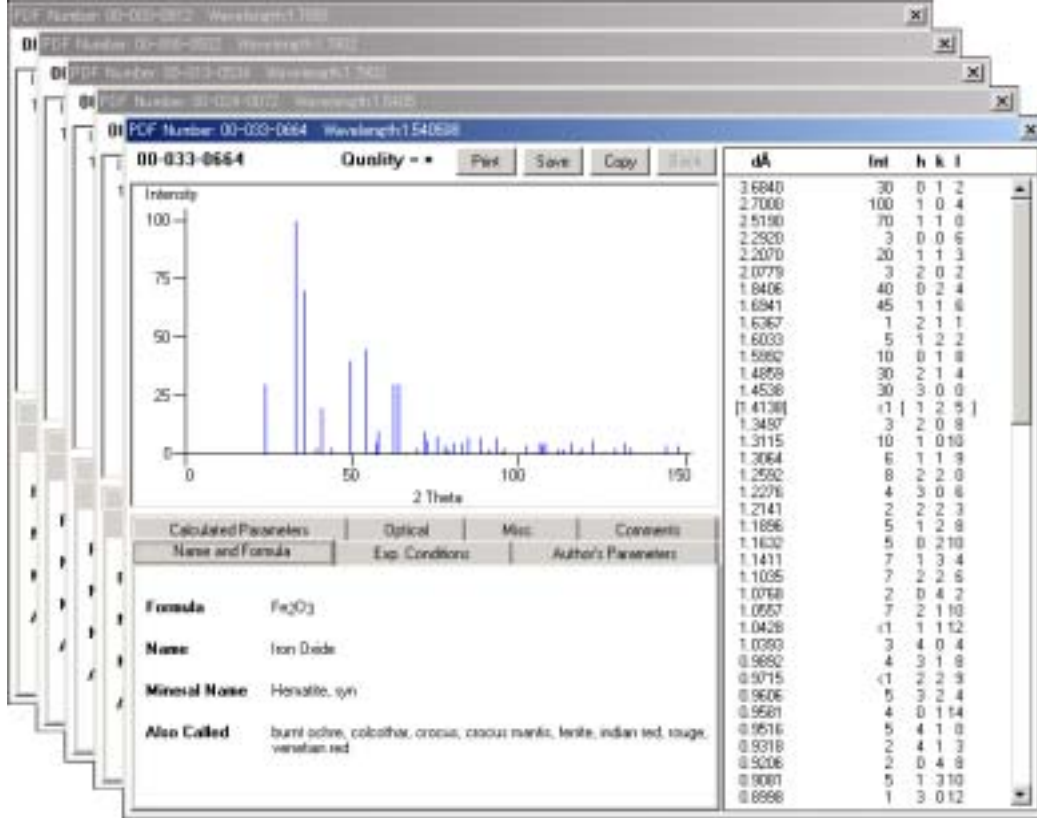 PDF Number: 00-033-0664 Wavelength:1.540598
00-033-0664 Quality - * Print Save Copy Back
Intensity
100
75
50
25
0
0 50 100 150
2 Theta
Calculated Parameters Optical Misc. Comments
Name and Formula Exp. Conditions Author's Parameters
Formula Fe2O3
Name Iron Oxide
Mineral Name Hematite, syn
Also Called burnt ochre, colcothar, crocus, crocus martis, ferrite, indian red, rouge,
venetian red
dÅ Int h k l
3.6840 30 0 1 2
2.7000 100 1 0 4
2.5190 70 1 1 0
2.2920 3 0 0 6
2.2070 20 1 1 3
2.0779 3 2 0 2
1.8406 40 0 2 4
1.6941 45 1 1 6
1.6367 1 2 1 1
1.6033 5 1 2 2
1.5992 10 0 1 8
1.4859 30 2 1 4
1.4538 30 3 0 0
[1.4138] <1 [ 1 2 5 ]
1.3497 3 2 0 8
1.3115 10 1 0 10
1.3064 6 1 1 9
1.2592 8 2 2 0
1.2276 4 3 0 6
1.2141 2 2 2 3
1.1896 5 1 2 8
1.1632 5 0 2 10
1.1411 7 1 3 4
1.1035 7 2 2 6
1.0768 2 0 4 2
1.0557 7 2 1 10
1.0428 <1 1 1 12
1.0393 3 4 0 4
0.9892 4 3 1 8
0.9715 <1 2 2 9
0.9606 5 3 2 4
0.9581 4 0 1 14
0.9516 5 4 1 0
0.9318 2 4 1 3
0.9206 2 0 4 8
0.9081 5 1 3 10
0.8998 1 3 0 12